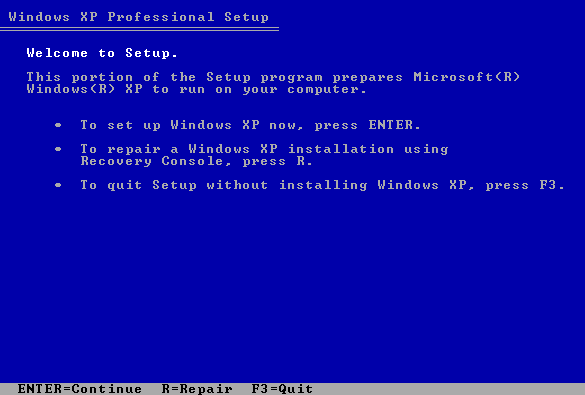 Windows XP Professional Setup
Welcome to Setup.
This portion of the Setup program prepares Microsoft(R)
Windows(R) XP to run on your computer.
• To set up Windows XP now, press ENTER.
• To repair a Windows XP installation using
Recovery Console, press R.
• To quit Setup without installing Windows XP, press F3.
ENTER=Continue R=Repair F3=Quit